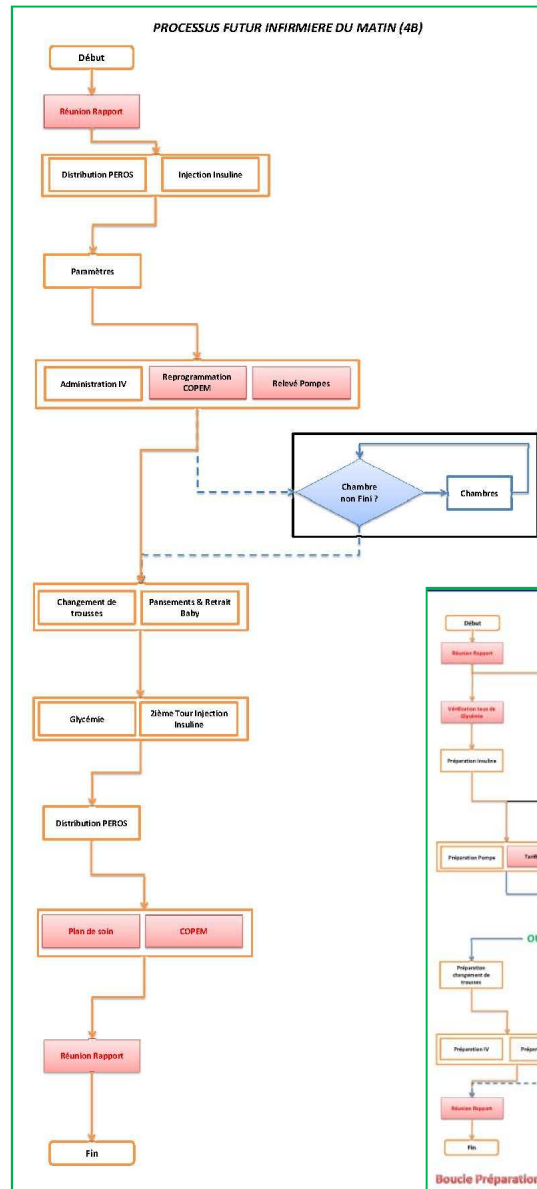 PROCESSUS FUTUR INFIRMIERE DU MATIN (4B)
Début
Réunion Rapport
Distribution PEROS
Injection Insuline
Paramètres
Administration IV
Reprogrammation
COPEM
Relevé Pompes
Chambre
non Fini ?
Chambres
Changement de
trousses
Pansements & Retrait
Baby
Glycémie
2ième Tour Injection
Insuline
Distribution PEROS
Plan de soin
COPEM
Réunion Rapport
Fin
Début
Réunion Rapport
Vérification taux de
Glycémie
Préparation Insuline
Préparation Pompe
Préparation
changement de
trousses
Préparation IV
Réunion Rapport
Fin
Boucle Préparation